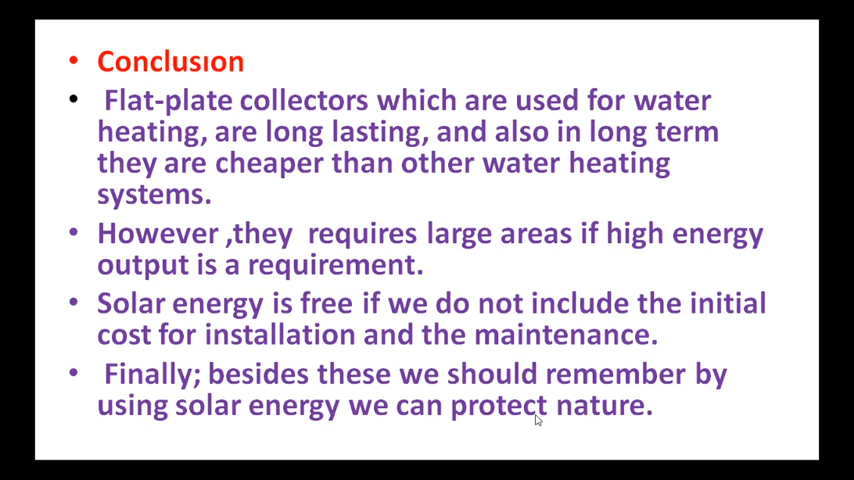 • Conclusıon
• Flat-plate collectors which are used for water
heating, are long lasting, and also in long term
they are cheaper than other water heating
systems.
• However ,they requires large areas if high energy
output is a requirement.
• Solar energy is free if we do not include the initial
cost for installation and the maintenance.
• Finally; besides these we should remember by
using solar energy we can protect nature.